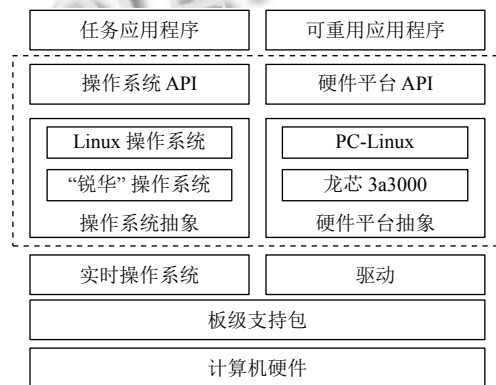 任务应用程序 可重用应用程序
操作系统 API 硬件平台 API
Linux 操作系统 PC-Linux
“锐华” 操作系统 龙芯 3a3000
操作系统抽象 硬件平台抽象
实时操作系统 驱动
板级支持包
计算机硬件